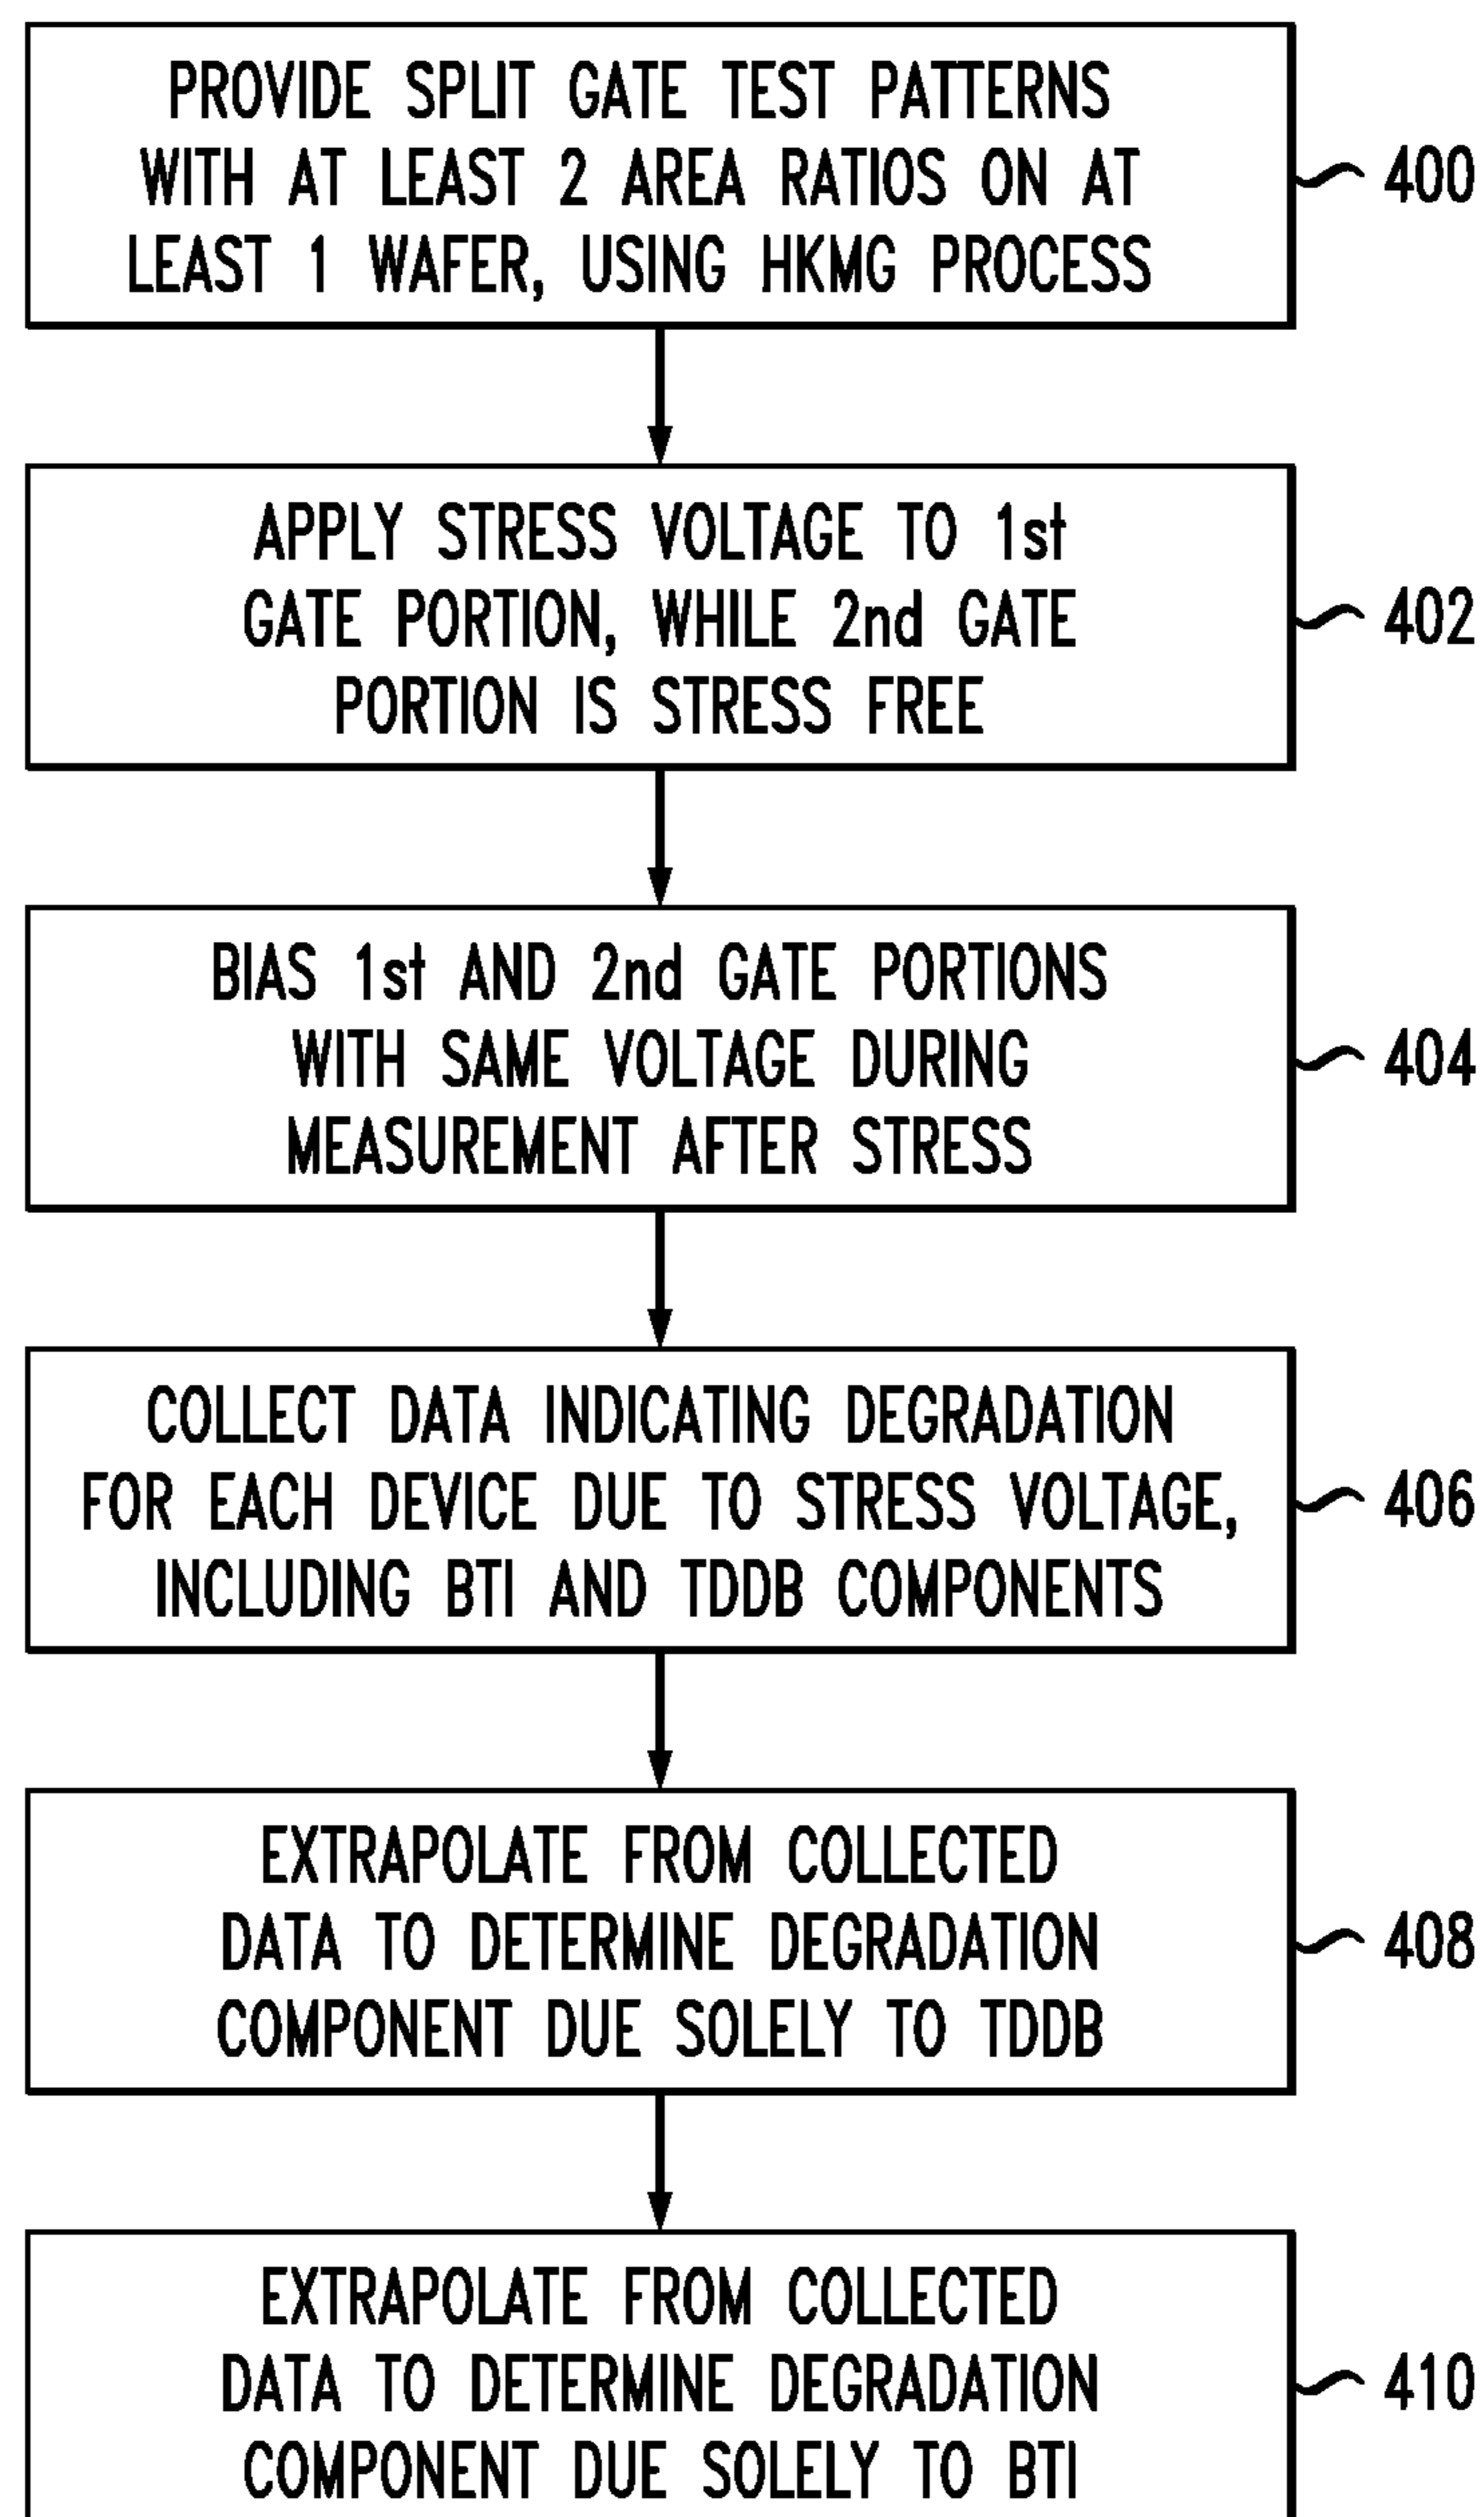 PROVIDE SPLIT GATE TEST PATTERNS
WITH AT LEAST 2 AREA RATIOS ON AT
LEAST 1 WAFER, USING HKMG PROCESS
400
APPLY STRESS VOLTAGE TO 1st
GATE PORTION, WHILE 2nd GATE
PORTION IS STRESS FREE
402
BIAS 1st AND 2nd GATE PORTIONS
WITH SAME VOLTAGE DURING
MEASUREMENT AFTER STRESS
404
COLLECT DATA INDICATING DEGRADATION
FOR EACH DEVICE DUE TO STRESS VOLTAGE,
INCLUDING BTI AND TDDB COMPONENTS
406
EXTRAPOLATE FROM COLLECTED
DATA TO DETERMINE DEGRADATION
COMPONENT DUE SOLELY TO TDDB
408
EXTRAPOLATE FROM COLLECTED
DATA TO DETERMINE DEGRADATION
COMPONENT DUE SOLELY TO BTI
410